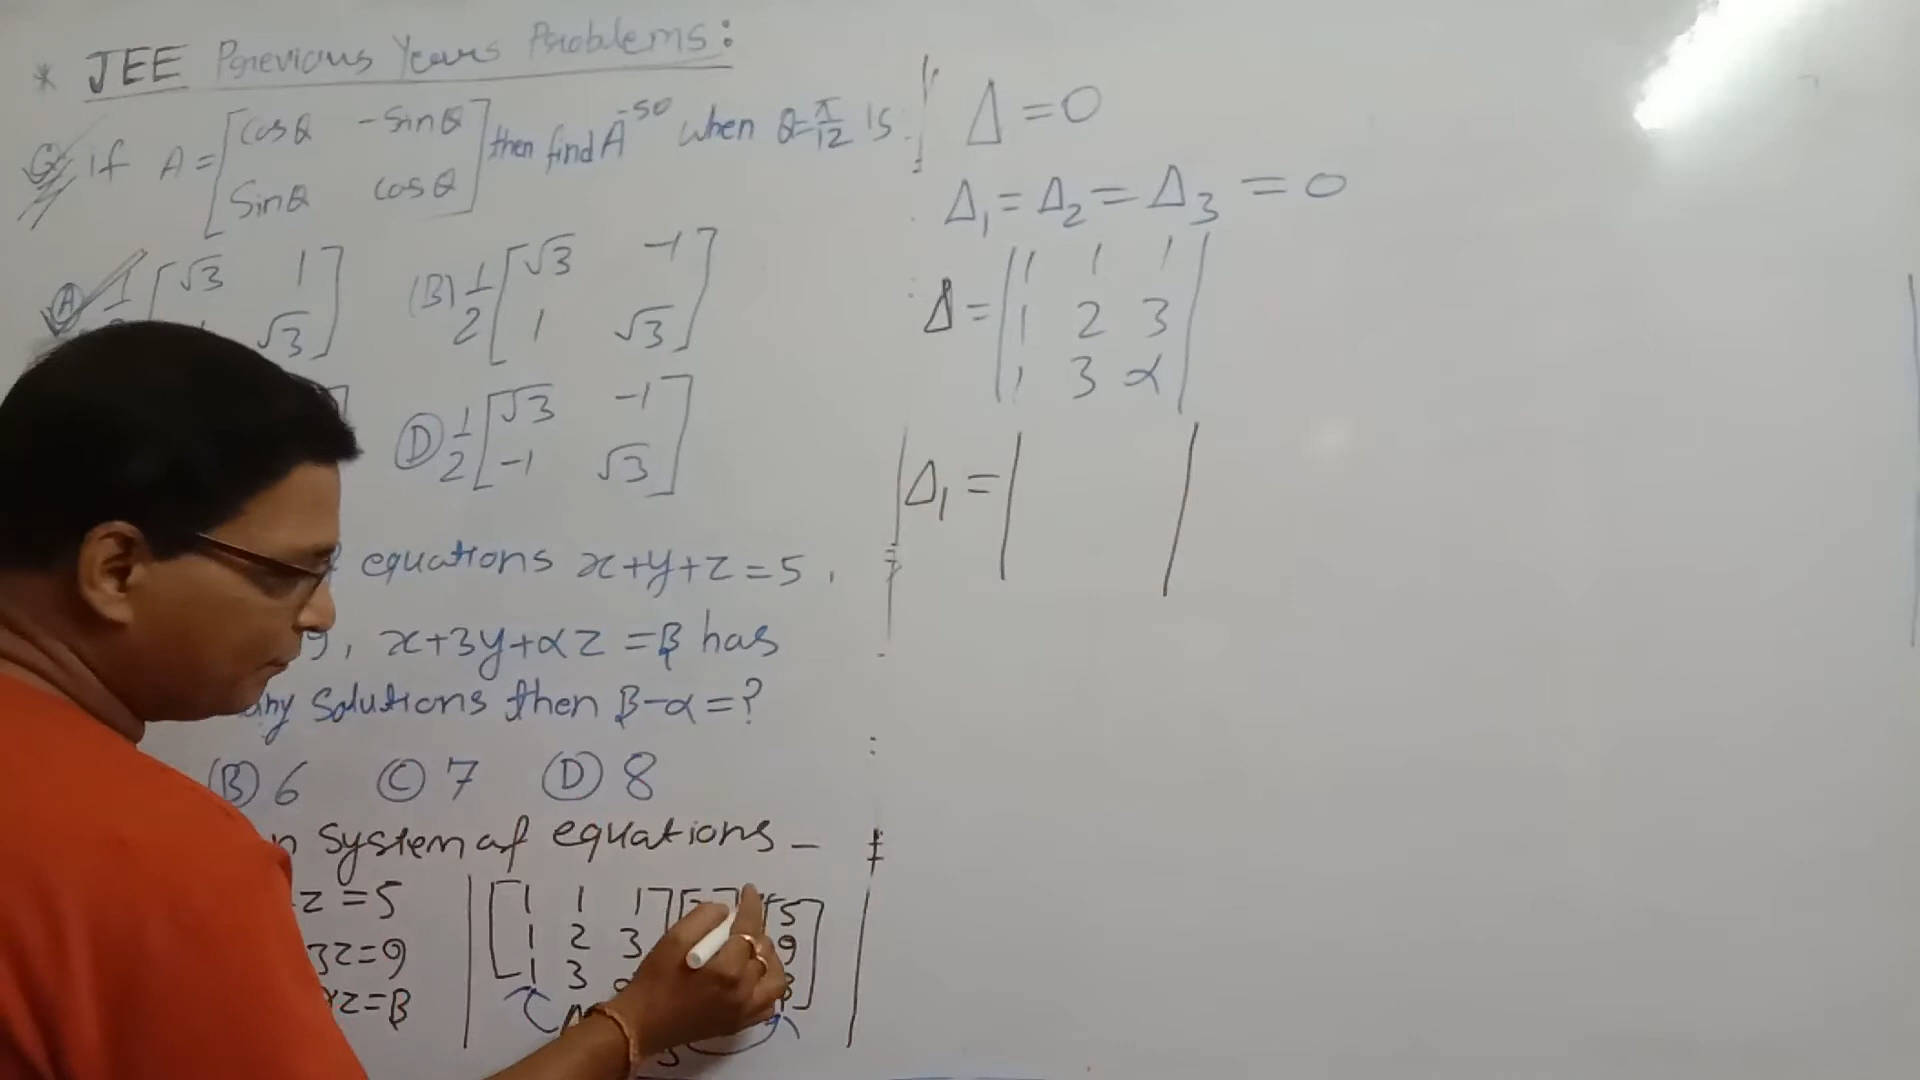 * JEE Previous Years Problems:
Q if A = [cosθ -sinθ
sinθ cosθ] then find A^-50 when θ=π/12 is
(A) 1/2 [√3 1
√3]
(B) 1/2 [√3 -1
1 √3]
(D) 1/2 [√3 -1
-1 √3]
equations x+y+z=5,
9, x+3y+αz=β has
any solutions then β-α=?
(B) 6 (C) 7 (D) 8
n system of equations –
z=5
3z=9
αz=β
[1 1 1
1 2 3
1 3
5
9
Δ=0
Δ₁=Δ₂=Δ₃=0
Δ=|1 1 1
1 2 3
1 3 α|
Δ₁=| |